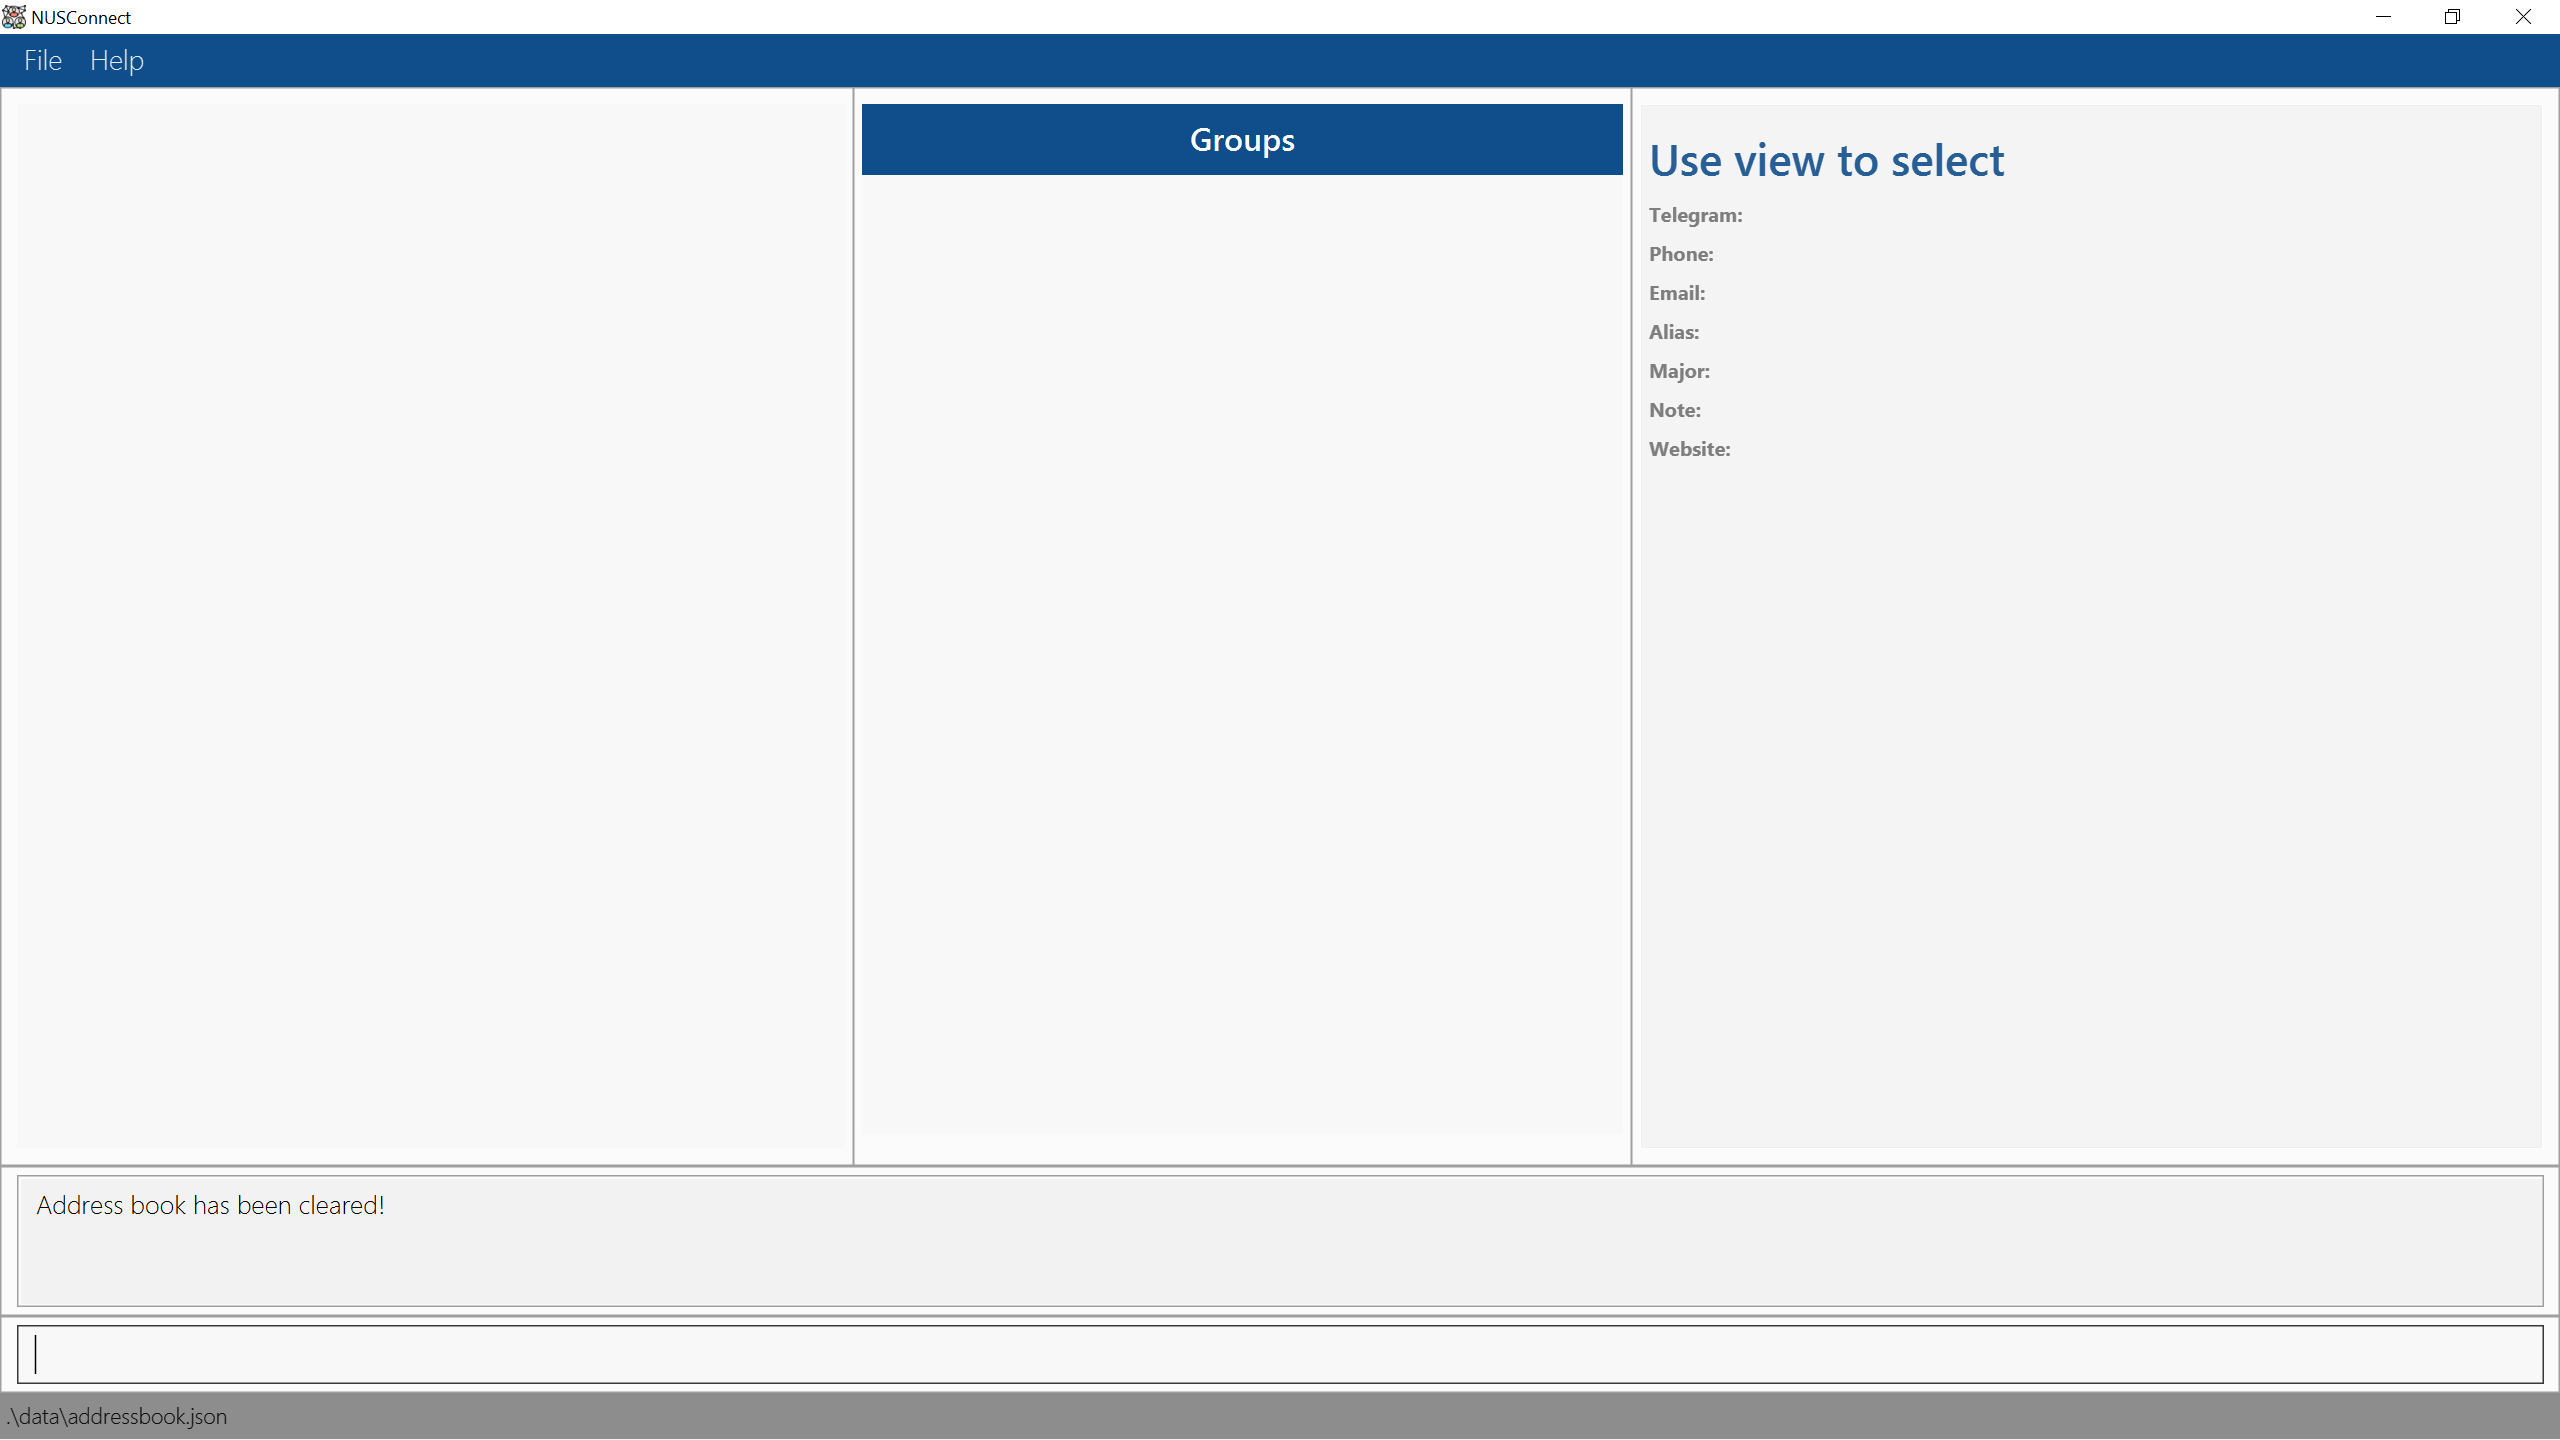 NUSConnect
File Help
Groups
Use view to select
Telegram:
Phone:
Email:
Alias:
Major:
Note:
Website:
Address book has been cleared!
.\data\addressbook.json